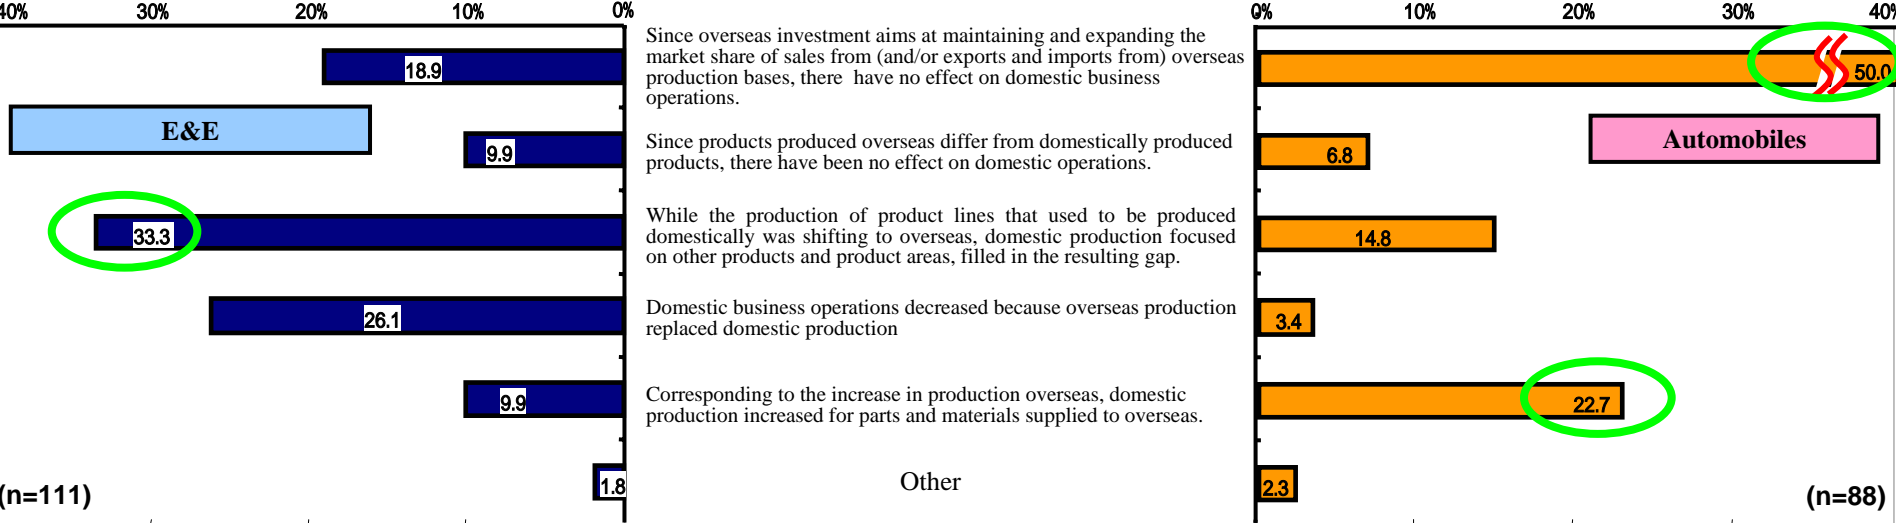 40% 30% 20% 10% 0%
0% 10% 20% 30% 40%
Since overseas investment aims at maintaining and expanding the
market share of sales from (and/or exports and imports from) overseas
production bases, there have no effect on domestic business
operations.
18.9
50.0
E&E
Automobiles
Since products produced overseas differ from domestically produced
products, there have been no effect on domestic operations.
9.9
6.8
While the production of product lines that used to be produced
domestically was shifting to overseas, domestic production focused
on other products and product areas, filled in the resulting gap.
33.3
14.8
Domestic business operations decreased because overseas production
replaced domestic production
26.1
3.4
Corresponding to the increase in production overseas, domestic
production increased for parts and materials supplied to overseas.
9.9
22.7
Other
1.8
2.3
(n=111)
(n=88)